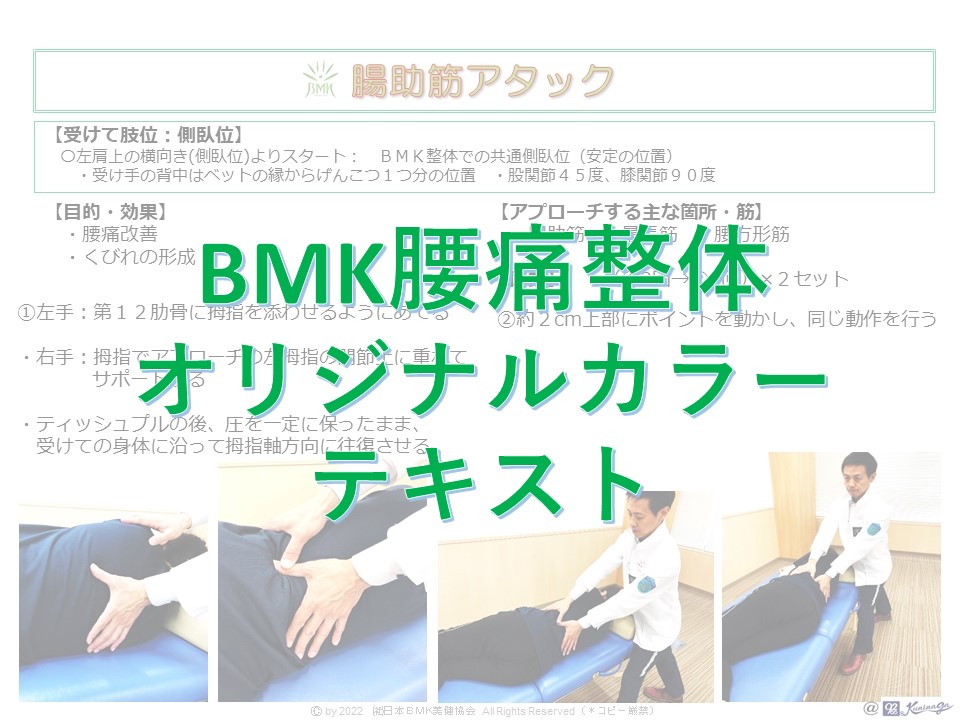 BMK 腸助筋アタック
【受けて肢位：側臥位】
〇左肩上の横向き(側臥位)よりスタート：　ＢＭＫ整体での共通側臥位（安定の位置）
・受け手の背中はベットの縁からげんこつ１つ分の位置　・股関節４５度、膝関節９０度
【目的・効果】
・腰痛改善
・くびれの形成
【アプローチする主な箇所・筋】
腰方形筋
×２セット
BMK腰痛整体
オリジナルカラー
テキスト
①左手：第１２肋骨に拇指を添わせるようにあてる
・右手：拇指でアプローチの左拇指の関節上に重ねて
サポートする
・ティッシュプルの後、圧を一定に保ったまま、
受けての身体に沿って拇指軸方向に往復させる
②約２cm上部にポイントを動かし、同じ動作を行う
© by 2022 ㈳日本ＢＭＫ美健協会 All Rights Reserved（＊コピー厳禁）
@ Kuninaga